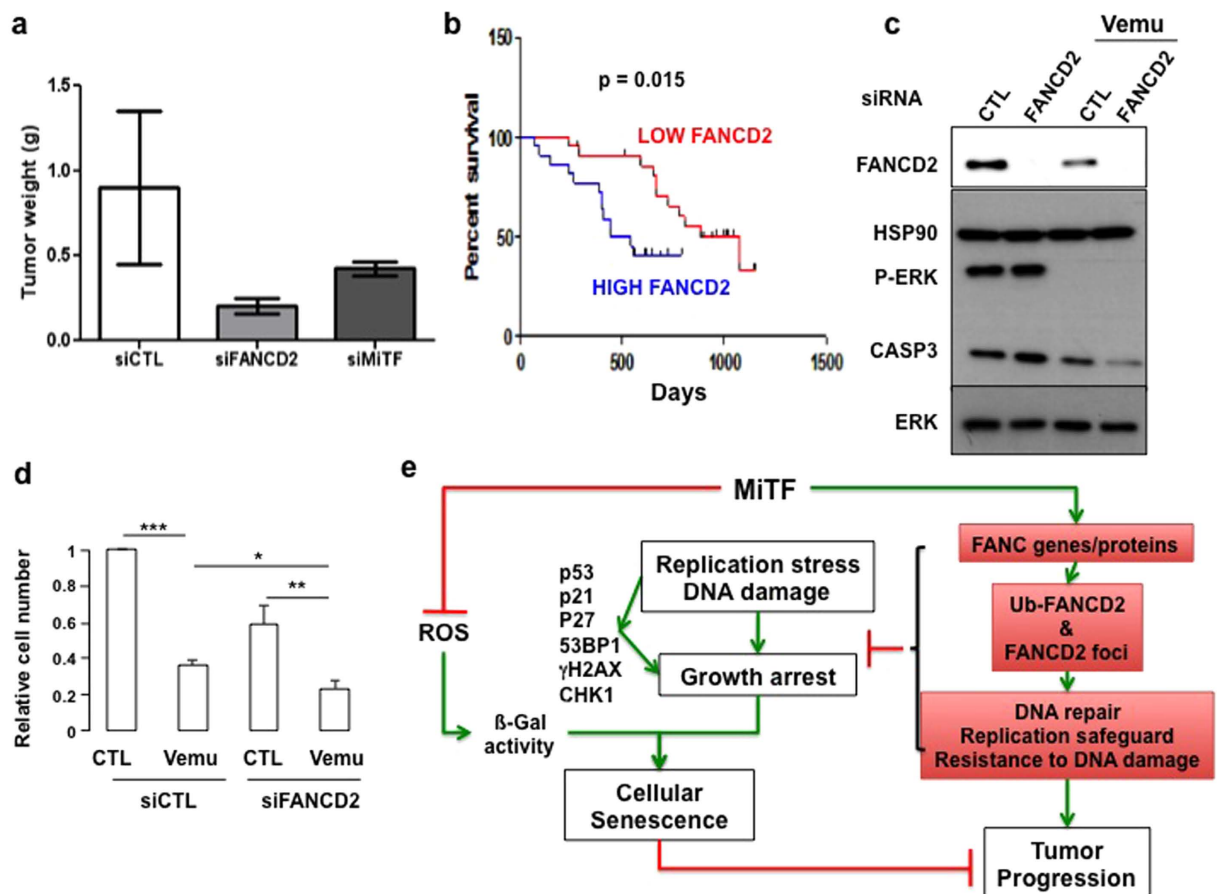 a
Tumor weight (g)
1.5
1.0
0.5
0.0
siCTL
siFANCD2
siMiTF
b
Percent survival
150
100
50
0
p = 0.015
LOW FANCD2
HIGH FANCD2
0
500
1000
1500
Days
c
Vemu
siRNA
CTL
FANCD2
CTL
FANCD2
FANCD2
HSP90
P-ERK
CASP3
ERK
d
Relative cell number
1
0.8
0.6
0.4
0.2
0
***
*
**
CTL
Vemu
CTL
Vemu
siCTL
siFANCD2
e
MiTF
ROS
ß-Gal
activity
p53
p21
P27
53BP1
γH2AX
CHK1
Replication stress
DNA damage
Growth arrest
Cellular
Senescence
FANC genes/proteins
Ub-FANCD2
&
FANCD2 foci
DNA repair
Replication safeguard
Resistance to DNA damage
Tumor
Progression